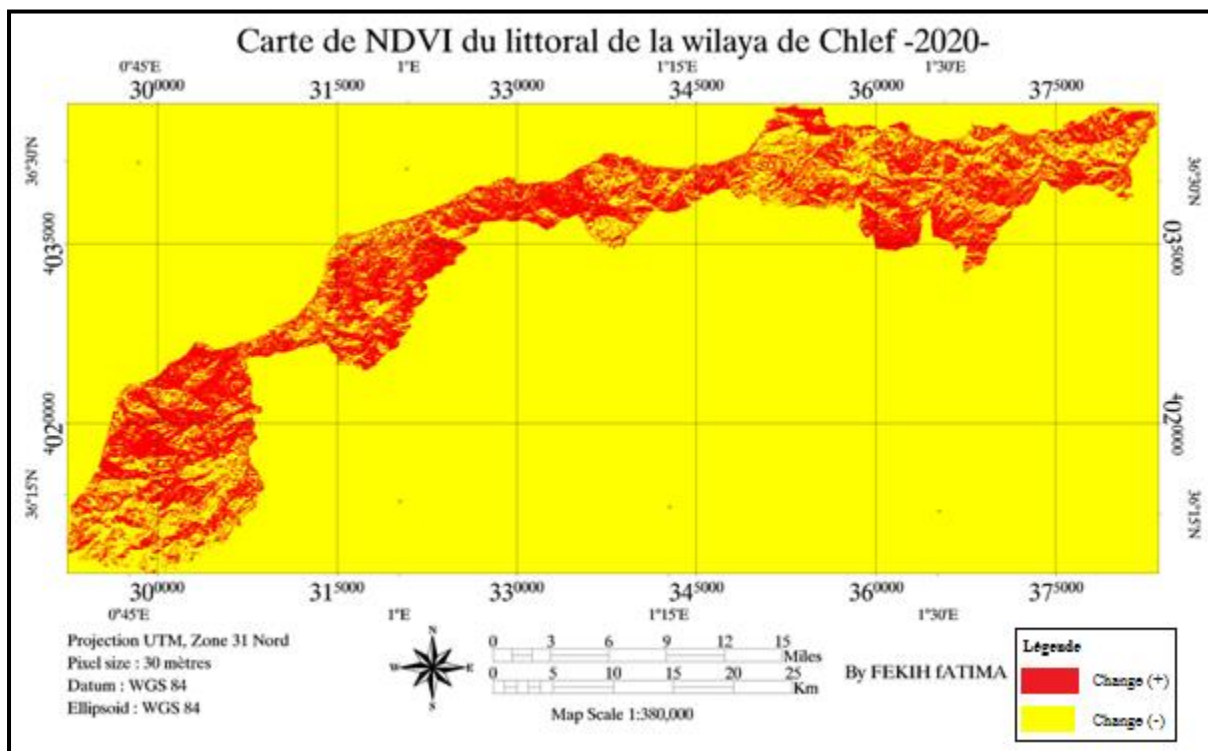 Carte de NDVI du littoral de la wilaya de Chlef -2020-
0°45'E 1°E 1°15'E 1°30'E
300000 315000 330000 345000 360000 375000
36°30'N 36°30'N
4035000 4035000
4020000 4020000
36°15'N 36°15'N
300000 315000 330000 345000 360000 375000
0°45'E 1°E 1°15'E 1°30'E
Projection UTM, Zone 31 Nord
Pixel size : 30 mètres
Datum : WGS 84
Ellipsoid : WGS 84
N
W E
S
0 3 6 9 12 15
Miles
0 5 10 15 20 25
Km
Map Scale 1:380,000
By FEKIH fATIMA
Légende
Change (+)
Change (-)